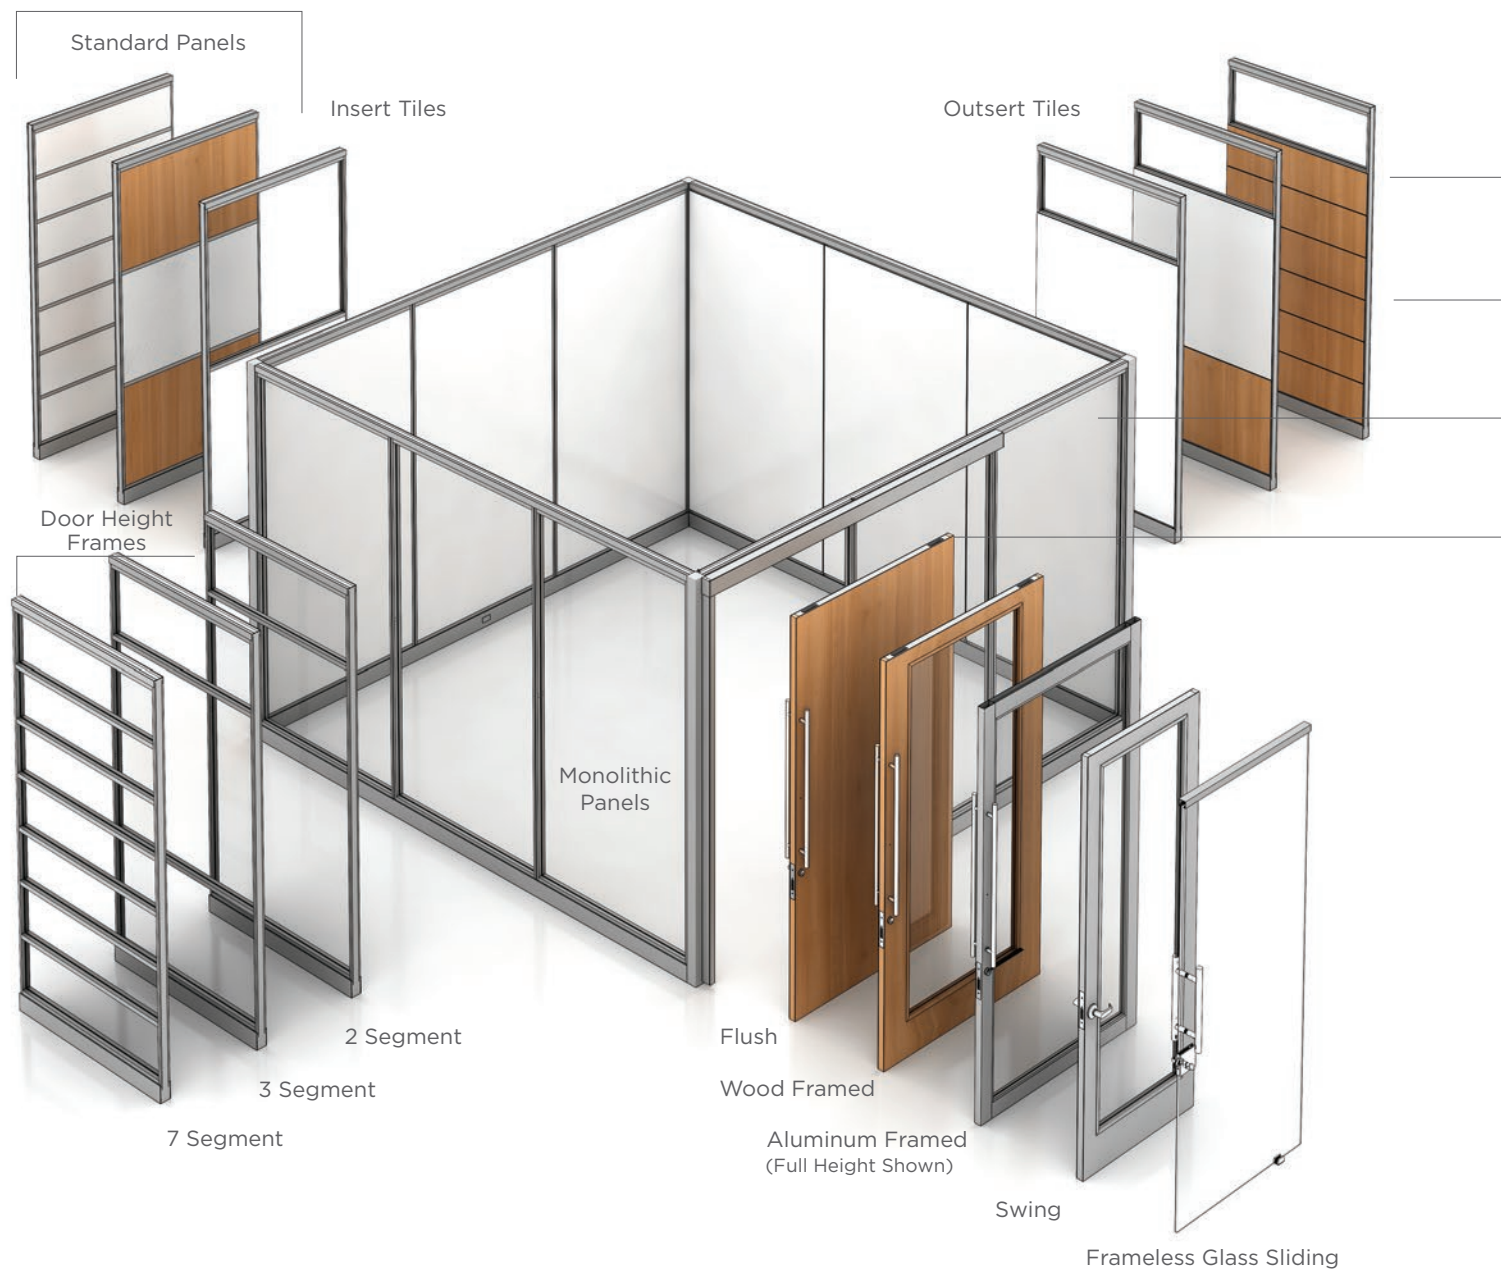 Standard Panels
Insert Tiles
Outsert Tiles
Door Height
Frames
Monolithic
Panels
2 Segment
3 Segment
7 Segment
Flush
Wood Framed
Aluminum Framed
(Full Height Shown)
Swing
Frameless Glass Sliding